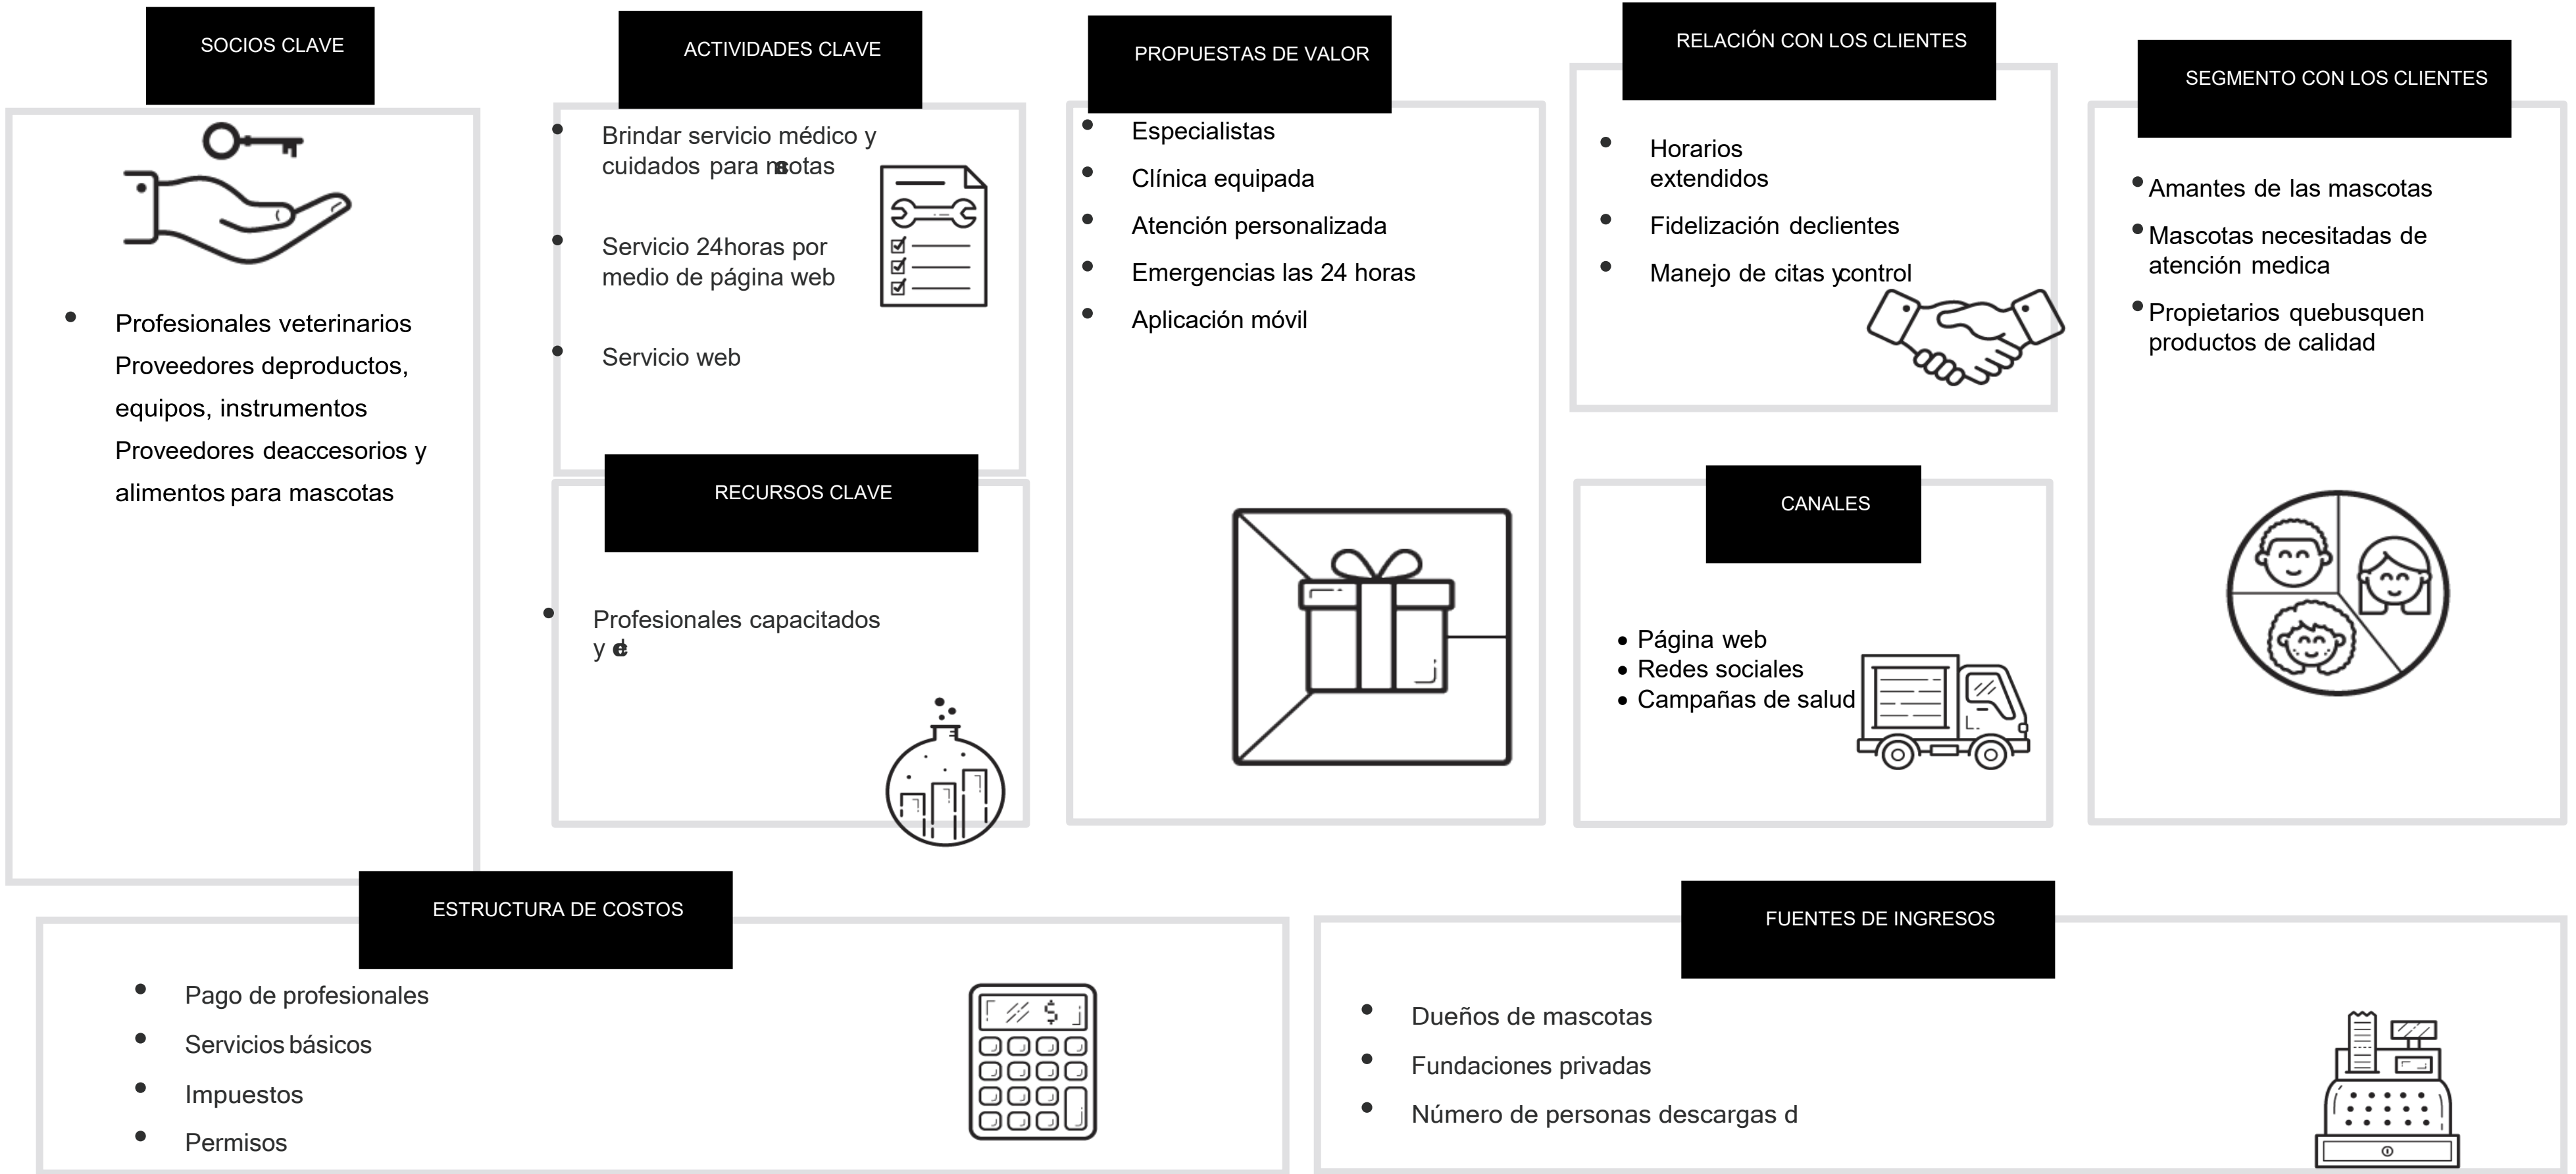 SOCIOS CLAVE
Profesionales veterinarios
Proveedores deproductos,
equipos, instrumentos
Proveedores deaccesorios y
alimentos para mascotas
ACTIVIDADES CLAVE
Brindar servicio médico y
cuidados para
Servicio 24horas por
medio de página web
Servicio web
RECURSOS CLAVE
Profesionales capacitados
y
PROPUESTAS DE VALOR
Especialistas
Clínica equipada
Atención personalizada
Emergencias las 24 horas
Aplicación móvil
RELACIÓN CON LOS CLIENTES
Horarios
extendidos
Fidelización declientes
Manejo de citas ycontrol
CANALES
Página web
Redes sociales
Campañas de salud
SEGMENTO CON LOS CLIENTES
Amantes de las mascotas
Mascotas necesitadas de
atención medica
Propietarios quebusquen
productos de calidad
ESTRUCTURA DE COSTOS
Pago de profesionales
Servicios básicos
Impuestos
Permisos
$
FUENTES DE INGRESOS
Dueños de mascotas
Fundaciones privadas
Número de personas descargas d